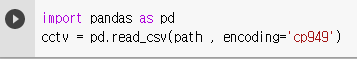 import pandas as pd
cctv = pd.read_csv(path , encoding='cp949')